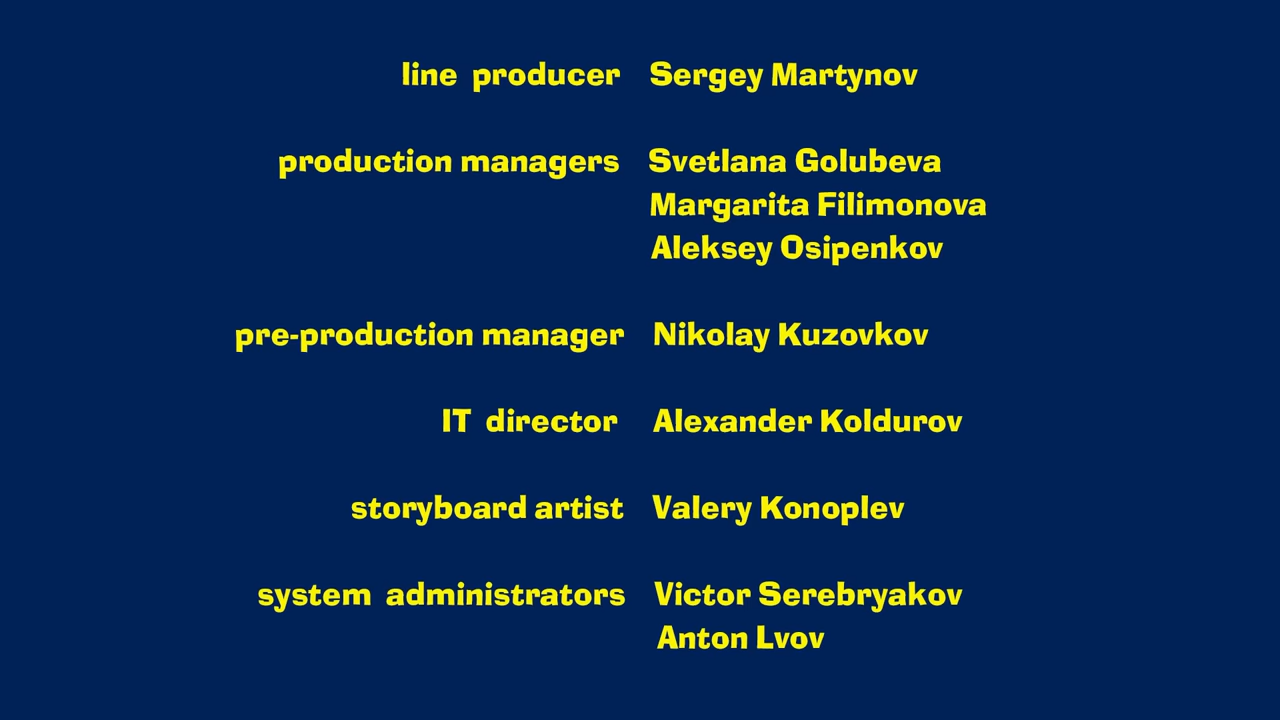 line producer Sergey Martynov
production managers Svetlana Golubeva
Margarita Filimonova
Aleksey Osipenkov
pre-production manager Nikolay Kuzovkov
IT director Alexander Koldurov
storyboard artist Valery Konoplev
system administrators Victor Serebryakov
Anton Lvov